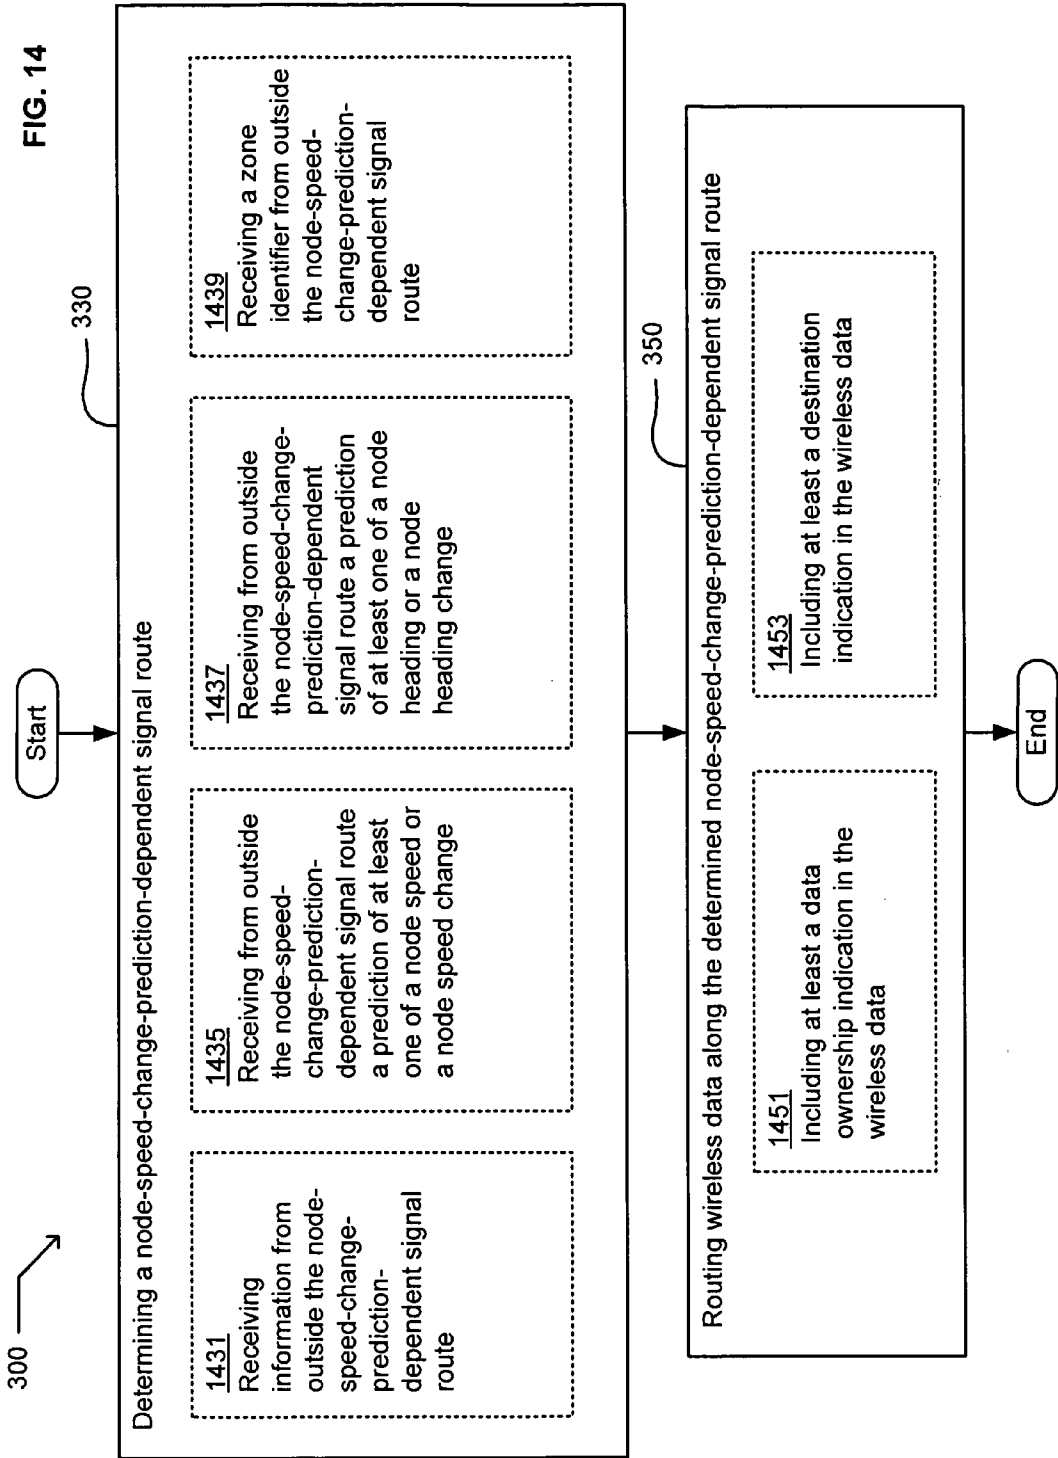 FIG. 14
300
Start
330
Determining a node-speed-change-prediction-dependent signal route
1431
Receiving
information from
outside the node-
speed-change-
prediction-
dependent signal
route
1435
Receiving from outside
the node-speed-
change-prediction-
dependent signal route
a prediction of at least
one of a node speed or
a node speed change
1437
Receiving from outside
the node-speed-change-
prediction-dependent
signal route a prediction
of at least one of a node
heading or a node
heading change
1439
Receiving a zone
identifier from outside
the node-speed-
change-prediction-
dependent signal
route
350
Routing wireless data along the determined node-speed-change-prediction-dependent signal route
1451
Including at least a data
ownership indication in the
wireless data
1453
Including at least a destination
indication in the wireless data
End